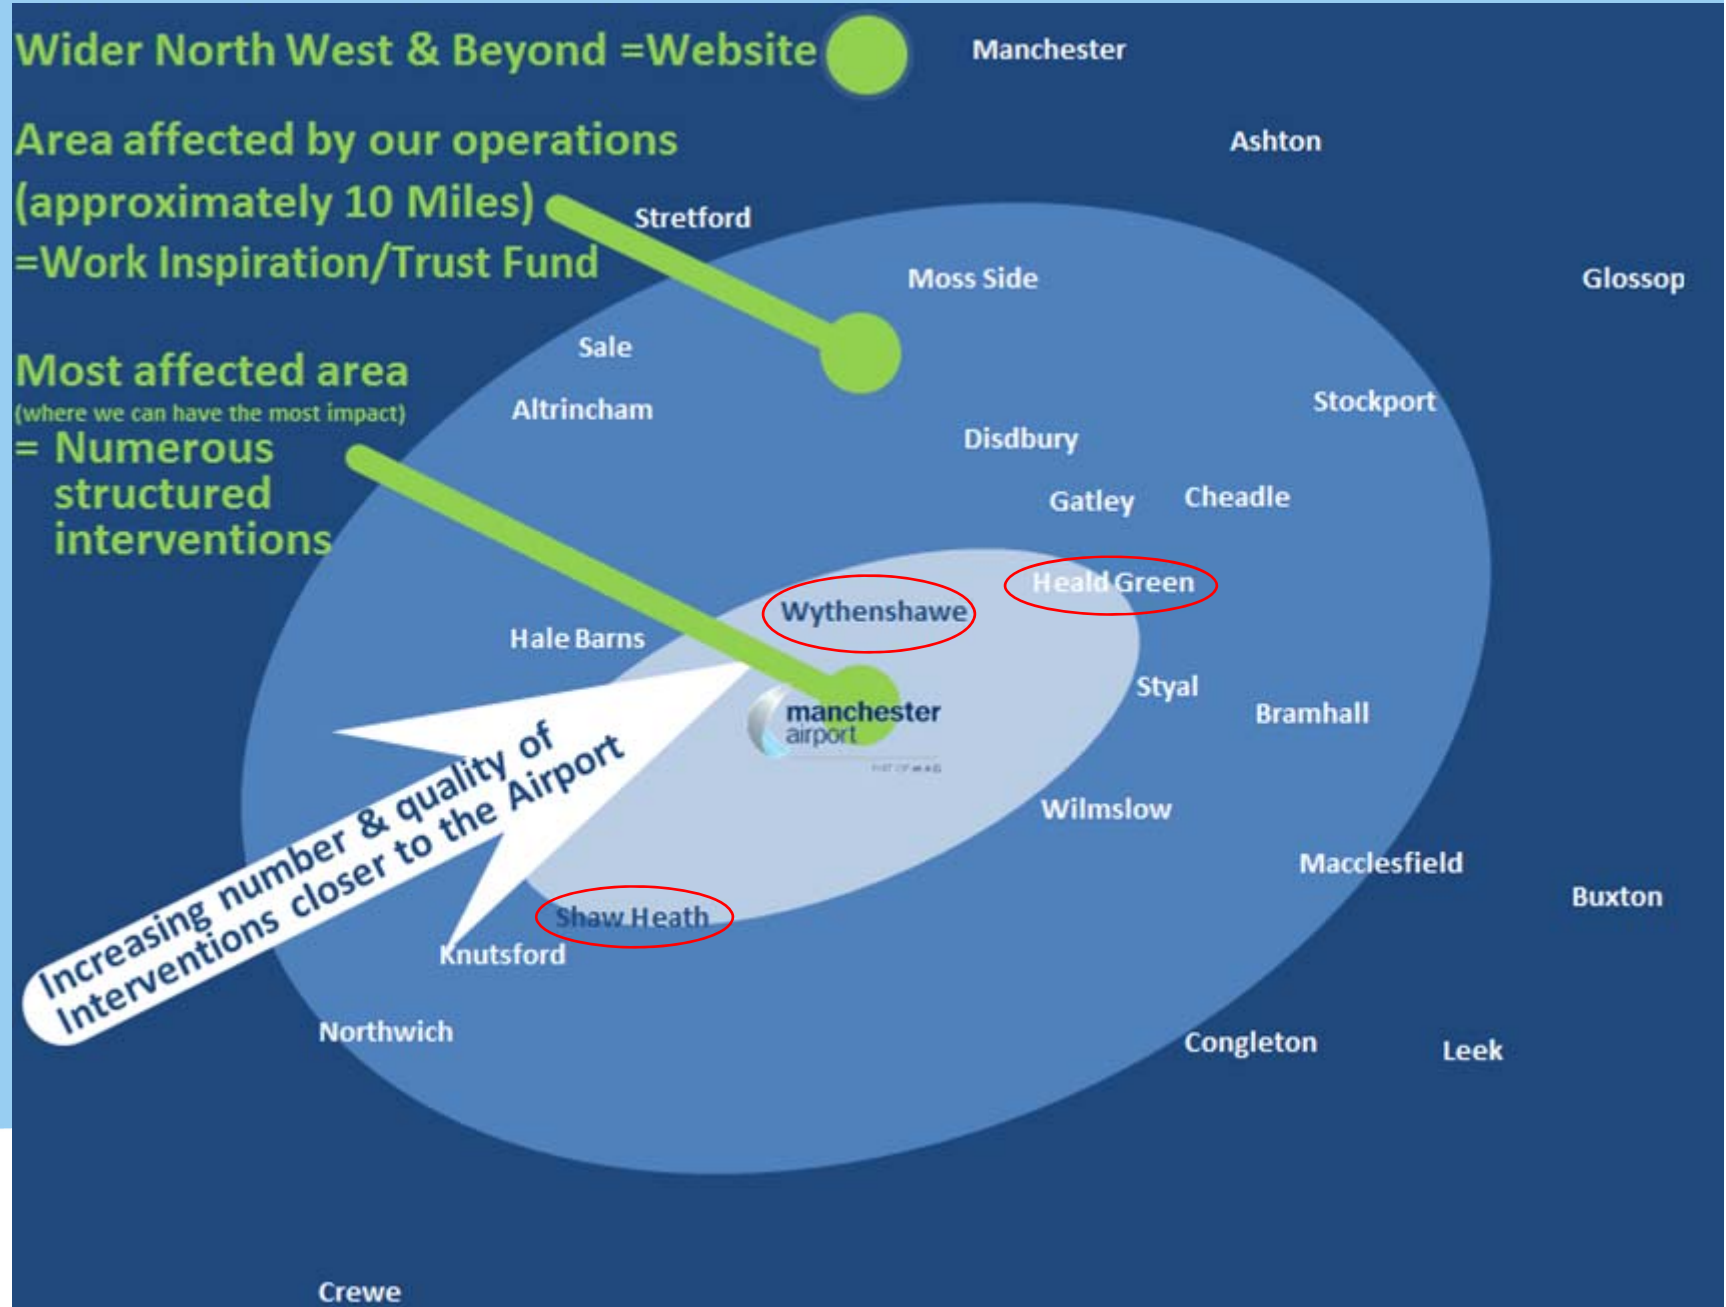 Wider North West & Beyond =Website
Manchester
Area affected by our operations
(approximately 10 Miles)
=Work Inspiration/Trust Fund
Ashton
Stretford
Moss Side
Glossop
Sale
Most affected area
(where we can have the most impact)
= Numerous
structured
interventions
Altrincham
Stockport
Disdbury
Gatley
Cheadle
Heald Green
Wythenshawe
Hale Barns
Styal
manchester
airport
PART OF M.A.G
Bramhall
Increasing number & quality of
Interventions closer to the Airport
Wilmslow
Macclesfield
Buxton
Shaw Heath
Knutsford
Northwich
Congleton
Leek
Crewe